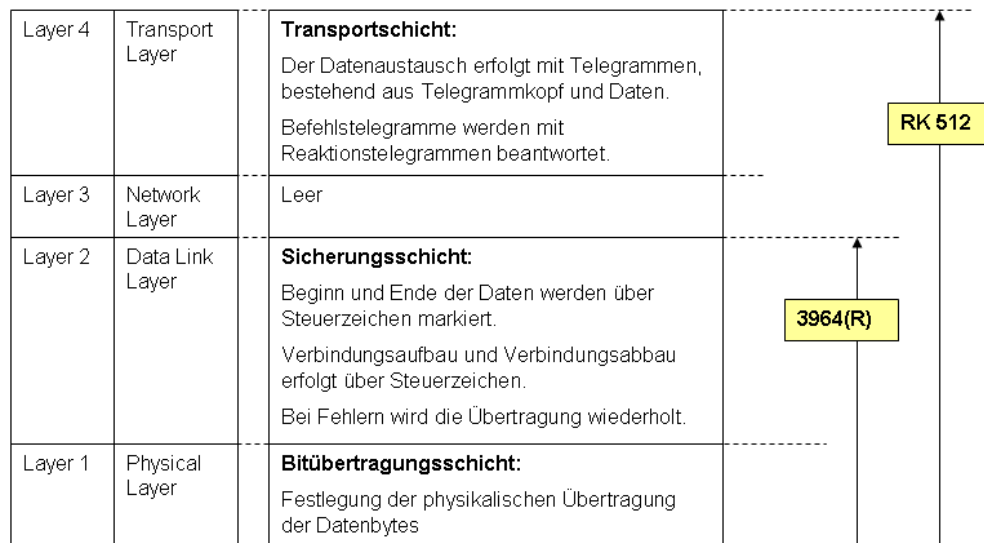 Layer 4
Transport
Layer
Transportschicht:
Der Datenaustausch erfolgt mit Telegrammen,
bestehend aus Telegrammkopf und Daten.
Befehlstelegramme werden mit
Reaktionstelegrammen beantwortet.
RK 512
Layer 3
Network
Layer
Leer
Layer 2
Data Link
Layer
Sicherungsschicht:
Beginn und Ende der Daten werden über
Steuerzeichen markiert.
Verbindungsaufbau und Verbindungsabbau
erfolgt über Steuerzeichen.
Bei Fehlern wird die Übertragung wiederholt.
3964(R)
Layer 1
Physical
Layer
Bitübertragungsschicht:
Festlegung der physikalischen Übertragung
der Datenbytes